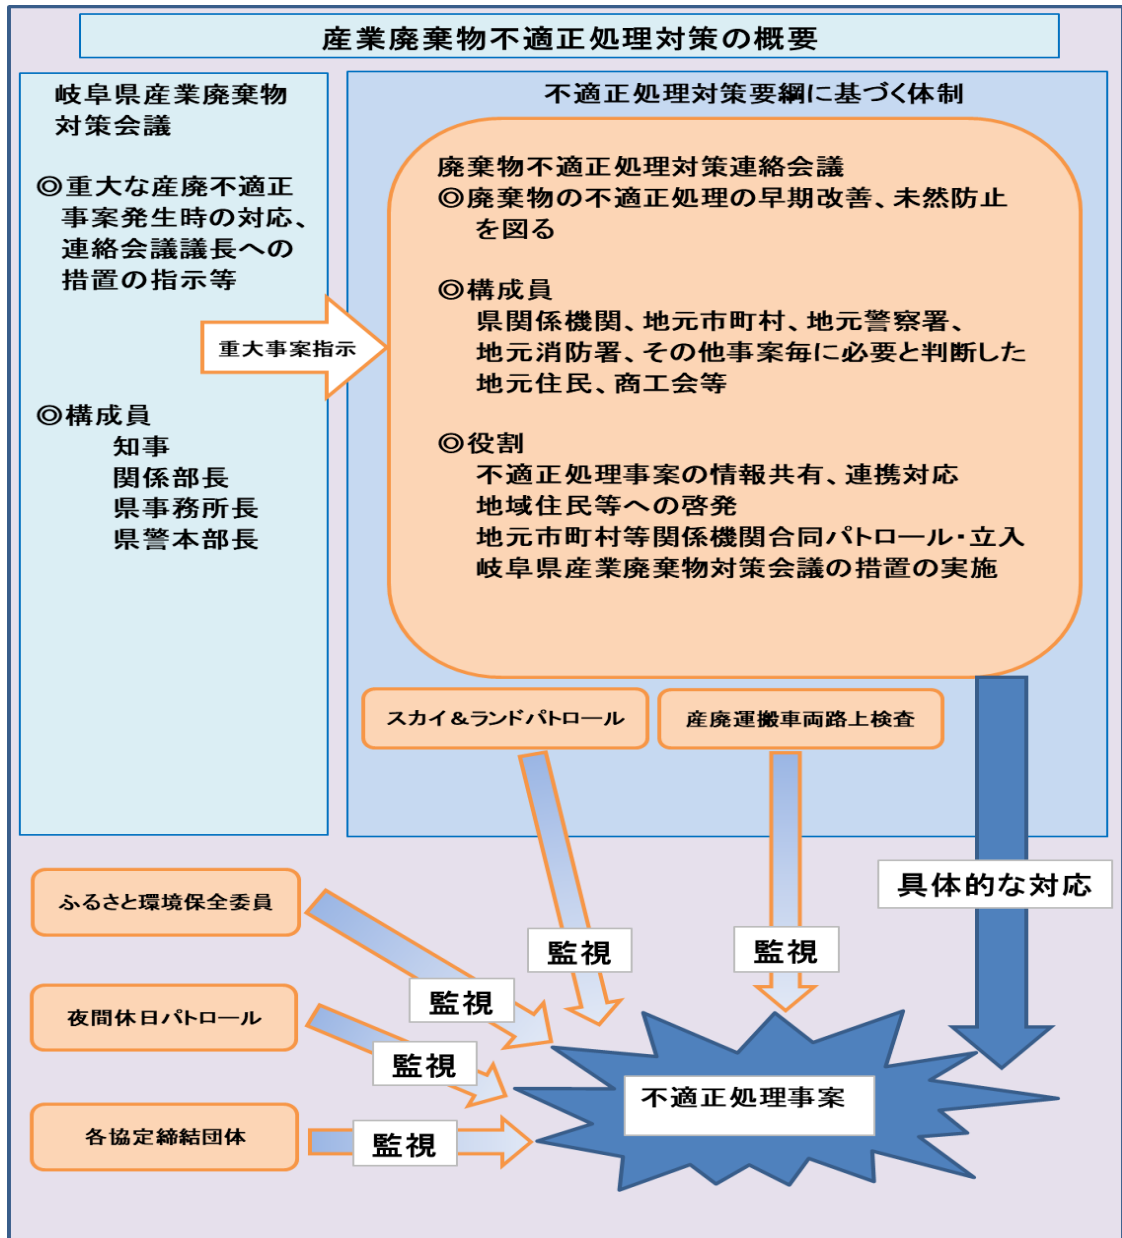 産業廃棄物不適正処理対策の概要
岐阜県産業廃棄物
対策会議
◎重大な産廃不適正
事案発生時の対応、
連絡会議議長への
措置の指示等
◎構成員
知事
関係部長
県事務所長
県警本部長
重大事案指示
不適正処理対策要綱に基づく体制
廃棄物不適正処理対策連絡会議
◎廃棄物の不適正処理の早期改善、未然防止
を図る
◎構成員
県関係機関、地元市町村、地元警察署、
地元消防署、その他事案毎に必要と判断した
地元住民、商工会等
◎役割
不適正処理事案の情報共有、連携対応
地域住民等への啓発
地元市町村等関係機関合同パトロール・立入
岐阜県産業廃棄物対策会議の措置の実施
スカイ＆ランドパトロール
産廃運搬車両路上検査
具体的な対応
ふるさと環境保全委員
監視
監視
監視
夜間休日パトロール
監視
各協定締結団体
監視
不適正処理事案